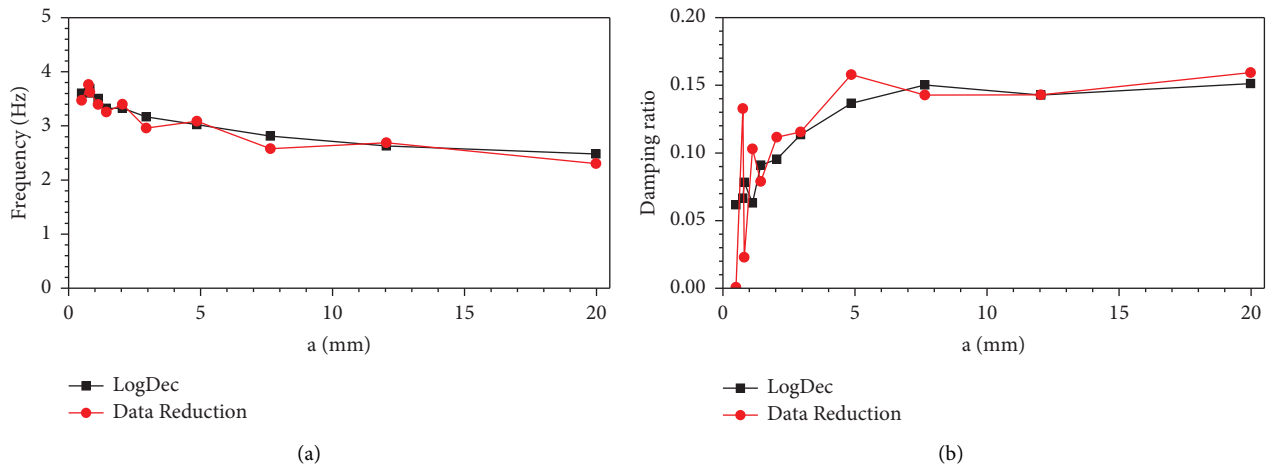 5
4
3
2
1
0
Frequency (Hz)
0 5 10 15 20
a (mm)
LogDec
Data Reduction
(a)
0.20
0.15
0.10
0.05
0.00
Damping ratio
0 5 10 15 20
a (mm)
LogDec
Data Reduction
(b)